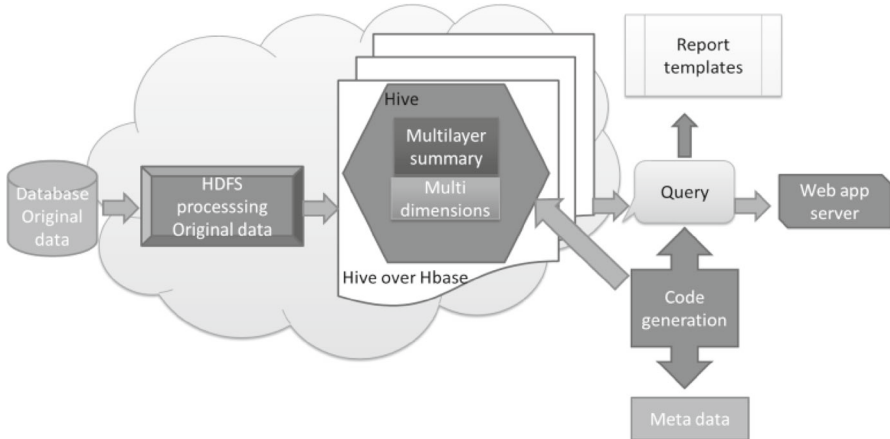 Report
templates
Hive
Multilayer
summary
Multi
dimensions
Hive over Hbase
Database
Original
data
HDFS
processsing
Original data
Query
Web app
server
Code
generation
Meta data